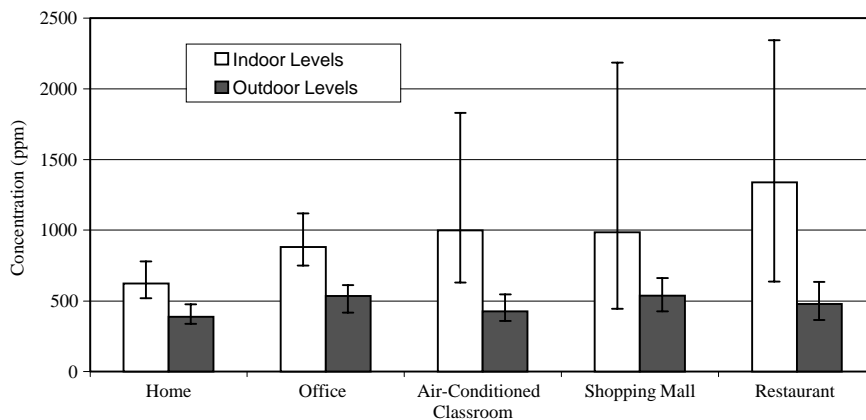 2500
2000
1500
1000
500
0
Concentration (ppm)
Indoor Levels
Outdoor Levels
Home Office Air-Conditioned Shopping Mall Restaurant
Classroom